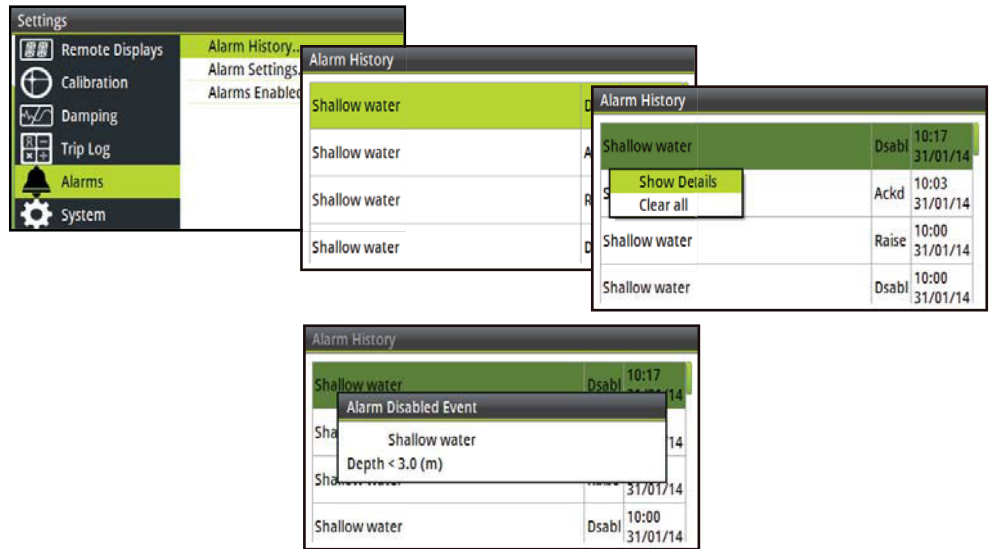 Settings
Remote Displays
Calibration
Damping
Trip Log
Alarms
System
Alarm History...
Alarm Settings.
Alarms Enabled
Alarm History
Shallow water
Shallow water A
Shallow water R
Shallow water D
Alarm History
Shallow water Dsabl 10:17 31/01/14
S Ackd 10:03 31/01/14
Show Details
Clear all
Shallow water Raise 10:00 31/01/14
Shallow water Dsabl 10:00 31/01/14
Alarm History
Shallow water Dsabl 10:17 /14
Alarm Disabled Event
Shallow water
Depth < 3.0 (m)
Sha 14
Sha 31/01/14
Shallow water Dsabl 10:00 31/01/14